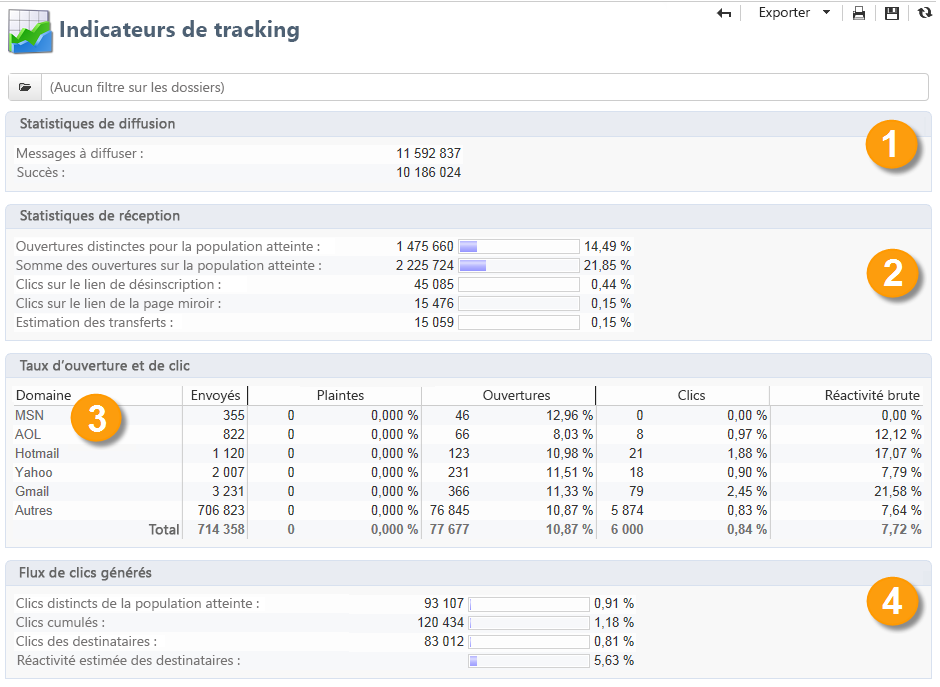 Exporter
Indicateurs de tracking
(Aucun filtre sur les dossiers)
Statistiques de diffusion
1
Messages à diffuser : 11 592 837
Succès : 10 186 024
Statistiques de réception
2
Ouvertures distinctes pour la population atteinte : 1 475 660 14,49 %
Somme des ouvertures sur la population atteinte : 2 225 724 21,85 %
Clics sur le lien de désinscription : 45 085 0,44 %
Clics sur le lien de la page miroir : 15 476 0,15 %
Estimation des transferts : 15 059 0,15 %
Taux d'ouverture et de clic
Domaine Envoyés Plaintes Ouvertures Clics Réactivité brute
3
MSN 355 0 0,000 % 46 12,96 % 0 0,00 % 0,00 %
AOL 822 0 0,000 % 66 8,03 % 8 0,97 % 12,12 %
Hotmail 1 120 0 0,000 % 123 10,98 % 21 1,88 % 17,07 %
Yahoo 2 007 0 0,000 % 231 11,51 % 18 0,90 % 7,79 %
Gmail 3 231 0 0,000 % 366 11,33 % 79 2,45 % 21,58 %
Autres 706 823 0 0,000 % 76 845 10,87 % 5 874 0,83 % 7,64 %
Total 714 358 0 0,000 % 77 677 10,87 % 6 000 0,84 % 7,72 %
Flux de clics générés
4
Clics distincts de la population atteinte : 93 107 0,91 %
Clics cumulés : 120 434 1,18 %
Clics des destinataires : 83 012 0,81 %
Réactivité estimée des destinataires : 5,63 %